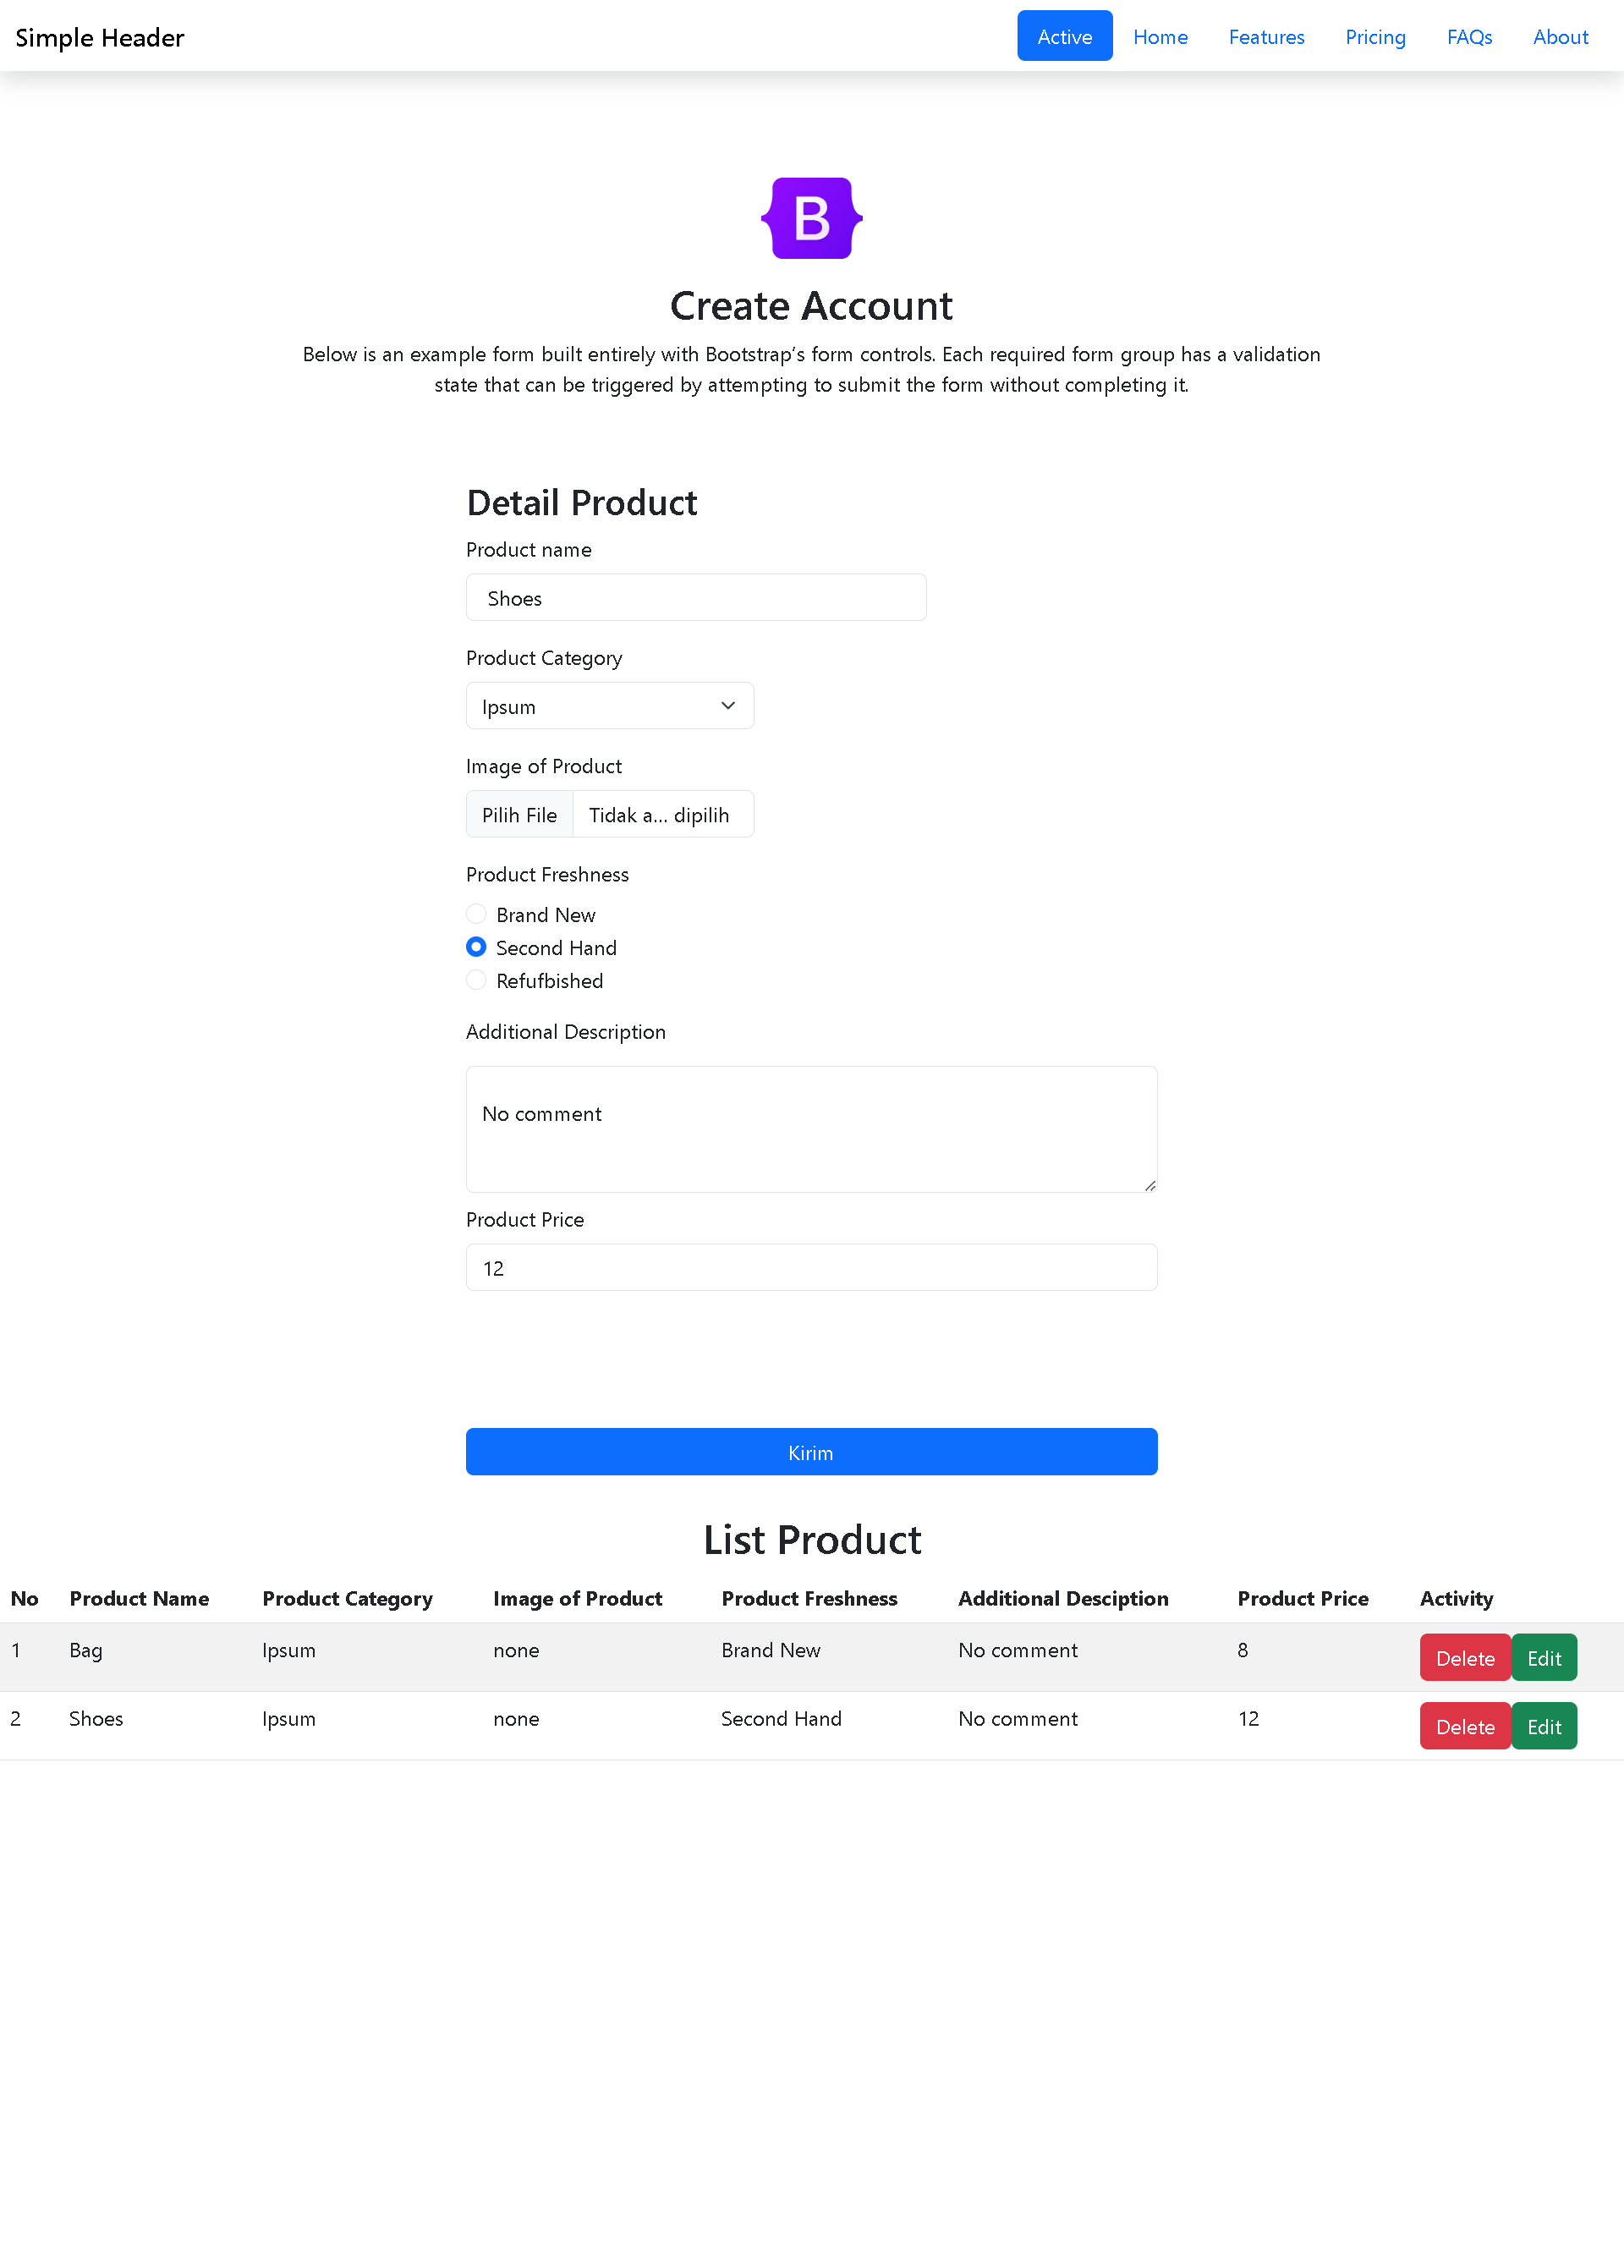 Simple Header Active Home Features Pricing FAQs About
B
Create Account
Below is an example form built entirely with Bootstrap's form controls. Each required form group has a validation
state that can be triggered by attempting to submit the form without completing it.
Detail Product
Product name
Shoes
Product Category
Ipsum
Image of Product
Pilih File Tidak a... dipilih
Product Freshness
Brand New
Second Hand
Refufbished
Additional Description
No comment
Product Price
12
Kirim
List Product
No Product Name Product Category Image of Product Product Freshness Additional Desciption Product Price Activity
1 Bag Ipsum none Brand New No comment 8 Delete Edit
2 Shoes Ipsum none Second Hand No comment 12 Delete Edit